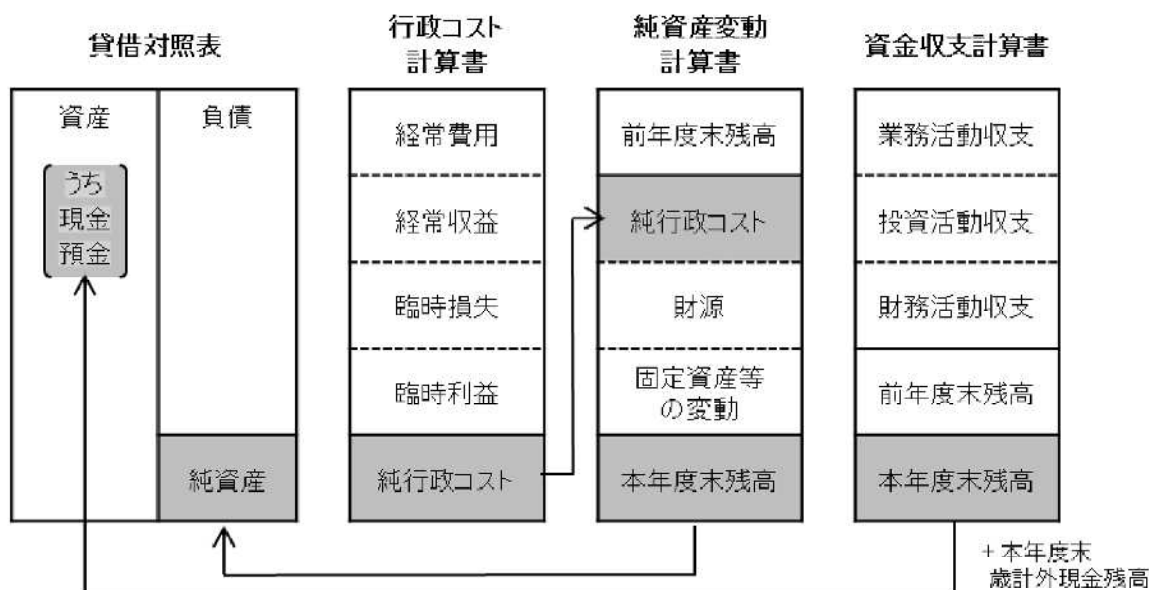 貸借対照表
資産
うち
現金
預金
負債
純資産
行政コスト
計算書
経常費用
経常収益
臨時損失
臨時利益
純行政コスト
純資産変動
計算書
前年度末残高
純行政コスト
財源
固定資産等
の変動
本年度末残高
資金収支計算書
業務活動収支
投資活動収支
財務活動収支
前年度末残高
本年度末残高
+本年度末
歳計外現金残高